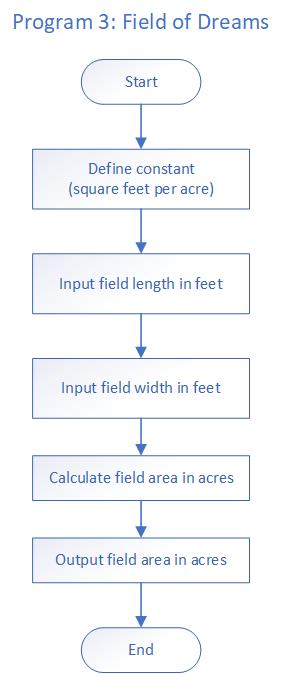 Program 3: Field of Dreams
Start
Define constant
(square feet per acre)
Input field length in feet
Input field width in feet
Calculate field area in acres
Output field area in acres
End